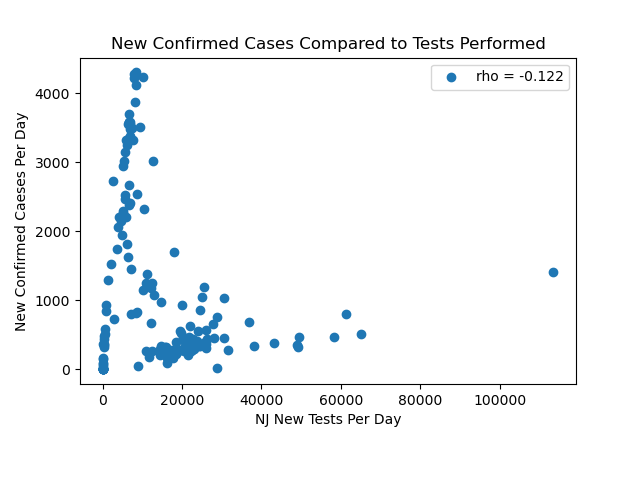 New Confirmed Cases Compared to Tests Performed
rho = -0.122
New Confirmed Caeses Per Day
4000
3000
2000
1000
0
0 20000 40000 60000 80000 100000
NJ New Tests Per Day